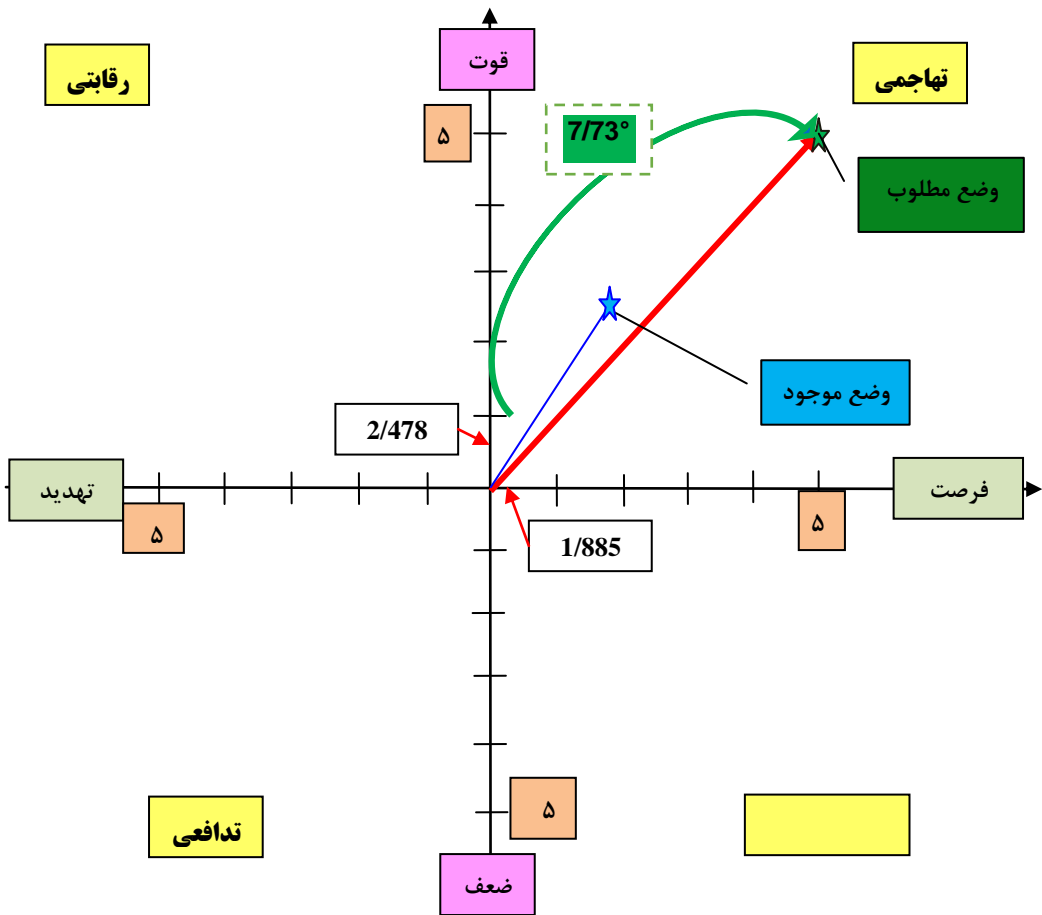 قوت
رقابتی
تهاجمی
۵
7/73°
وضع مطلوب
وضع موجود
2/478
تهدید
فرصت
۵
۵
1/885
۵
تدافعی
ضعف